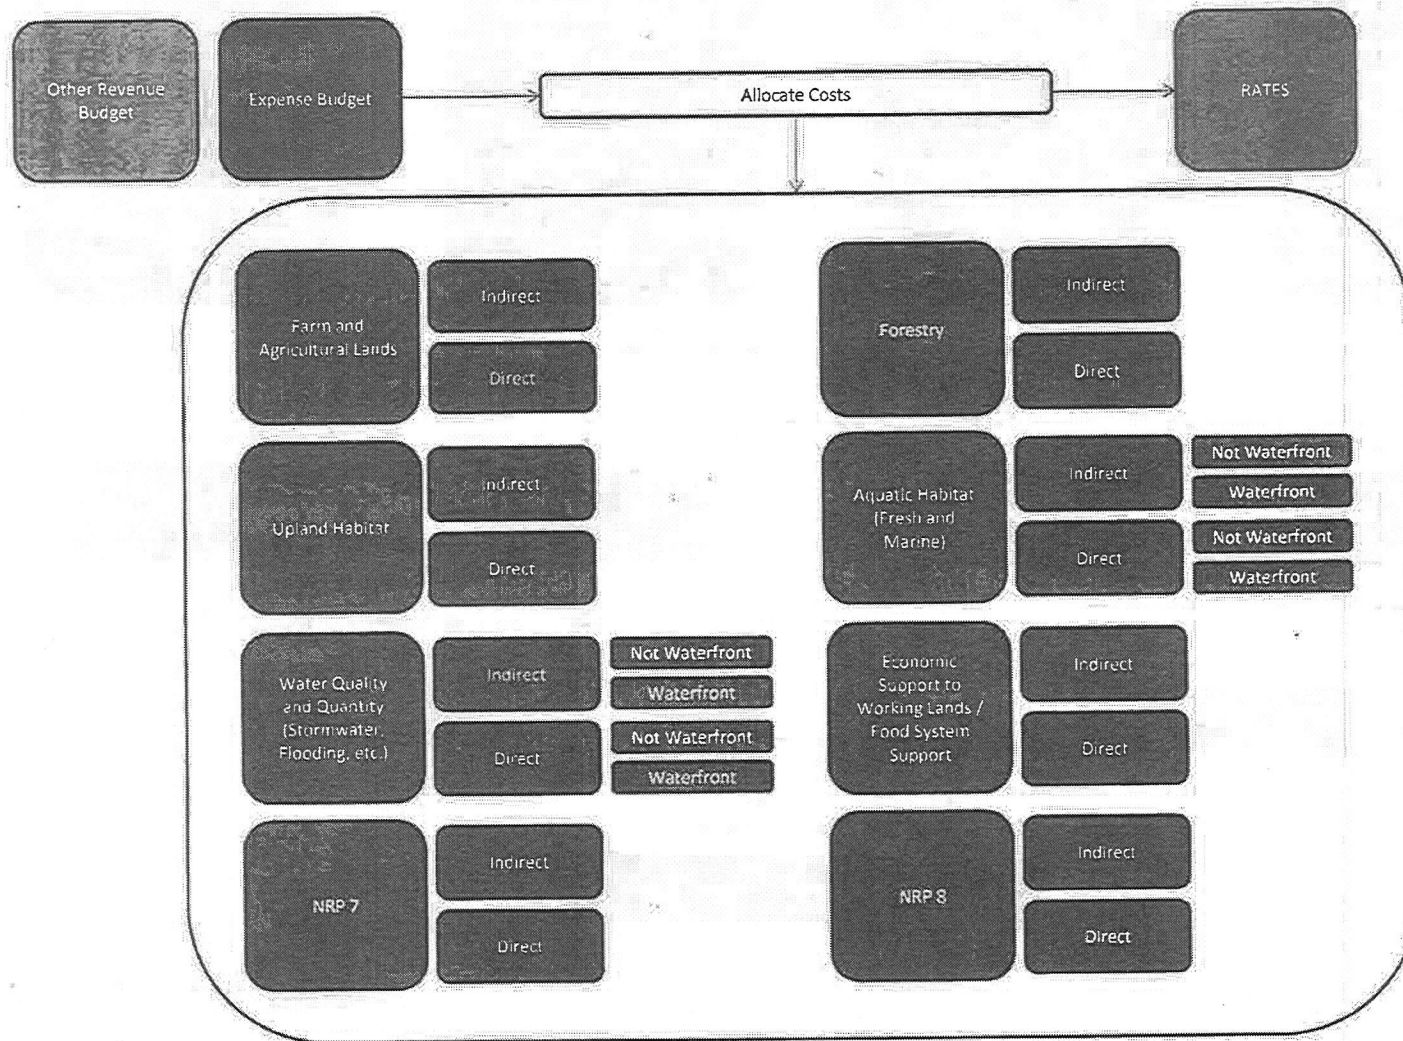 Other Revenue
Budget
Expense Budget
Allocate Costs
RATES
Farm and
Agricultural Lands
Indirect
Direct
Forestry
Indirect
Direct
Upland Habitat
Indirect
Direct
Aquatic Habitat
(Fresh and
Marine)
Indirect
Not Waterfront
Waterfront
Direct
Not Waterfront
Waterfront
Water Quality
and Quantity
(Stormwater,
Flooding, etc.)
Indirect
Not Waterfront
Waterfront
Direct
Not Waterfront
Waterfront
Economic
Support to
Working Lands /
Food System
Support
Indirect
Direct
NRP 7
Indirect
Direct
NRP 8
Indirect
Direct